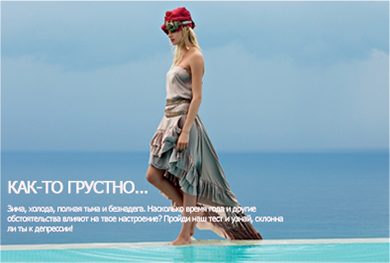 КАК-ТО ГРУСТНО...
Зима, холода, полная тьма и безнадега. Насколько время года и другие
обстоятельства влияют на твое настроение? Пройди наш тест и узнай, склонна
ли ты к депрессии!